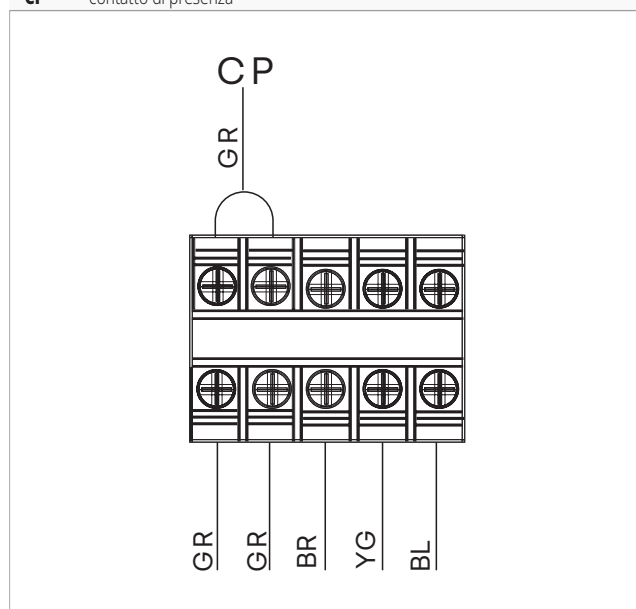 CP contatto di presenza
CP
GR
GR
GR
BR
YG
BL